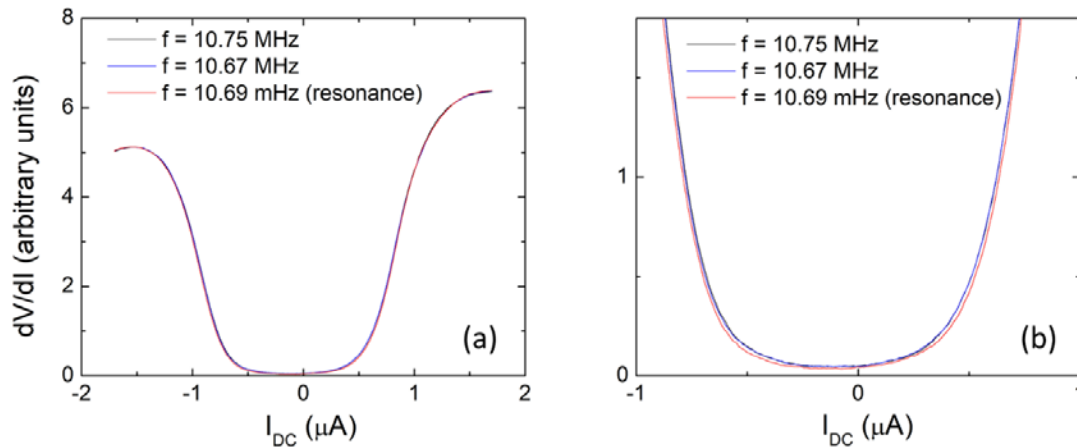 8
6
4
2
0
dV/dI (arbitrary units)
f = 10.75 MHz
f = 10.67 MHz
f = 10.69 mHz (resonance)
(a)
-2
-1
0
1
2
I_DC (μA)
1
0
f = 10.75 MHz
f = 10.67 MHz
f = 10.69 mHz (resonance)
(b)
-1
0
1
I_DC (μA)